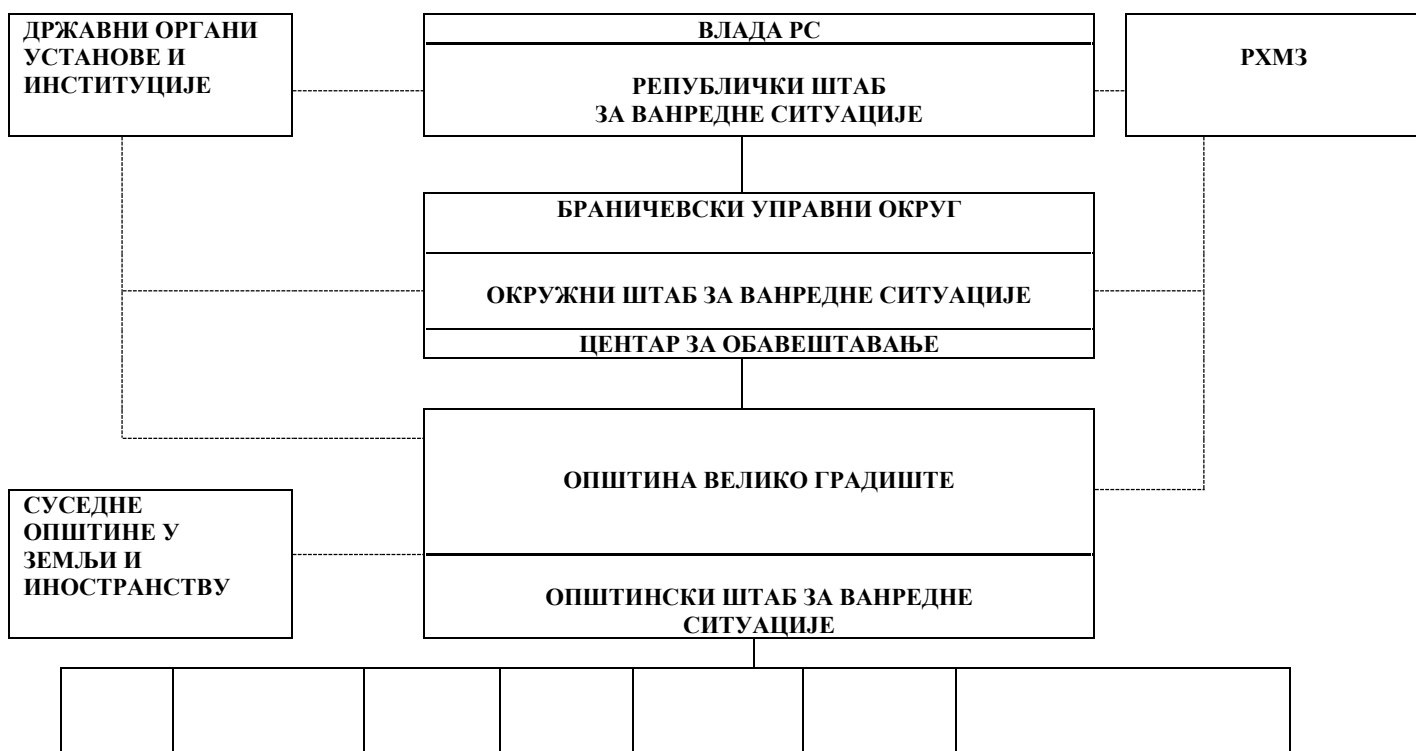 ДРЖАВНИ ОРГАНИ
УСТАНОВЕ И
ИНСТИТУЦИЈЕ
ВЛАДА РС
РЕПУБЛИЧКИ ШТАБ
ЗА ВАНРЕДНЕ СИТУАЦИЈЕ
РХМЗ
БРАНИЧЕВСКИ УПРАВНИ ОКРУГ
ОКРУЖНИ ШТАБ ЗА ВАНРЕДНЕ СИТУАЦИЈЕ
ЦЕНТАР ЗА ОБАВЕШТАВАЊЕ
ОПШТИНА ВЕЛИКО ГРАДИШТЕ
СУСЕДНЕ
ОПШТИНЕ У
ЗЕМЉИ И
ИНОСТРАНСТВУ
ОПШТИНСКИ ШТАБ ЗА ВАНРЕДНЕ
СИТУАЦИЈЕ